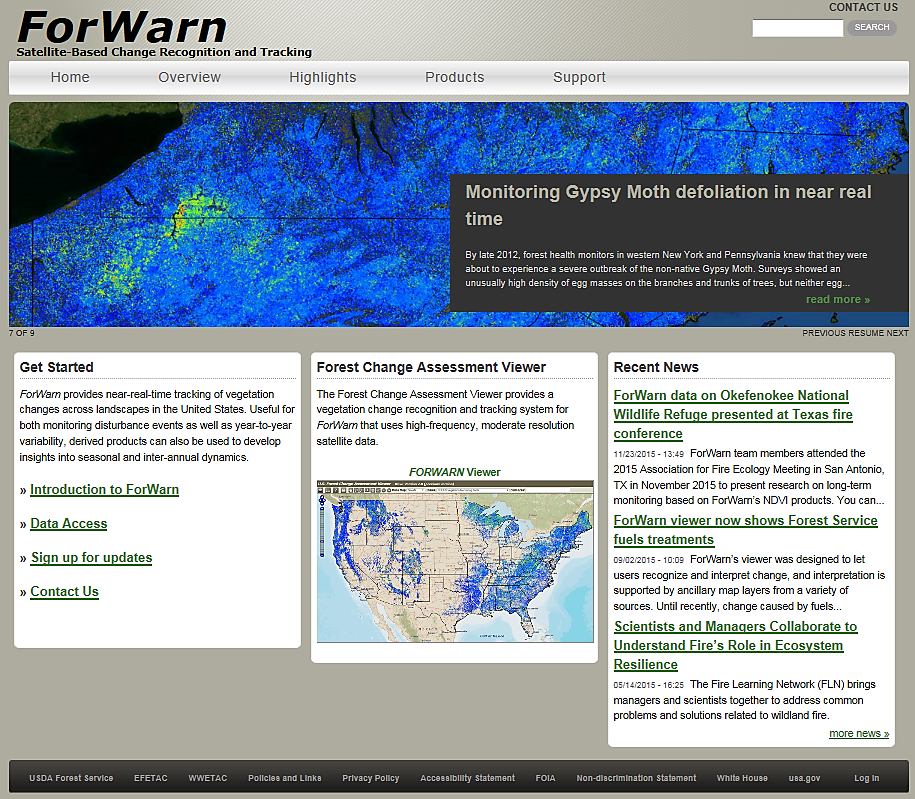 CONTACT US
ForWarn
SEARCH
Satellite-Based Change Recognition and Tracking
Home Overview Highlights Products Support
Monitoring Gypsy Moth defoliation in near real
time
By late 2012, forest health monitors in western New York and Pennsylvania knew that they were
about to experience a severe outbreak of the non-native Gypsy Moth. Surveys showed an
unusually high density of egg masses on the branches and trunks of trees, but neither egg...
read more »
7 OF 9
PREVIOUS RESUME NEXT
Get Started
ForWarn provides near-real-time tracking of vegetation
changes across landscapes in the United States. Useful for
both monitoring disturbance events as well as year-to-year
variability, derived products can also be used to develop
insights into seasonal and inter-annual dynamics.
» Introduction to ForWarn
» Data Access
» Sign up for updates
» Contact Us
Forest Change Assessment Viewer
The Forest Change Assessment Viewer provides a
vegetation change recognition and tracking system for
ForWarn that uses high-frequency, moderate resolution
satellite data.
FORWARN Viewer
Recent News
ForWarn data on Okefenokee National
Wildlife Refuge presented at Texas fire
conference
11/23/2015 - 13:49 ForWarn team members attended the
2015 Association for Fire Ecology Meeting in San Antonio,
TX in November 2015 to present research on long-term
monitoring based on ForWarn's NDVI products. You can...
ForWarn viewer now shows Forest Service
fuels treatments
09/02/2015 - 10:09 ForWarn's viewer was designed to let
users recognize and interpret change, and interpretation is
supported by ancillary map layers from a variety of
sources. Until recently, change caused by fuels...
Scientists and Managers Collaborate to
Understand Fire's Role in Ecosystem
Resilience
05/14/2015 - 16:25 The Fire Learning Network (FLN) brings
managers and scientists together to address common
problems and solutions related to wildland fire.
more news »
USDA Forest Service EFETAC WWETAC Policies and Links Privacy Policy Accessibility Statement FOIA Non-discrimination Statement White House usa.gov Log In